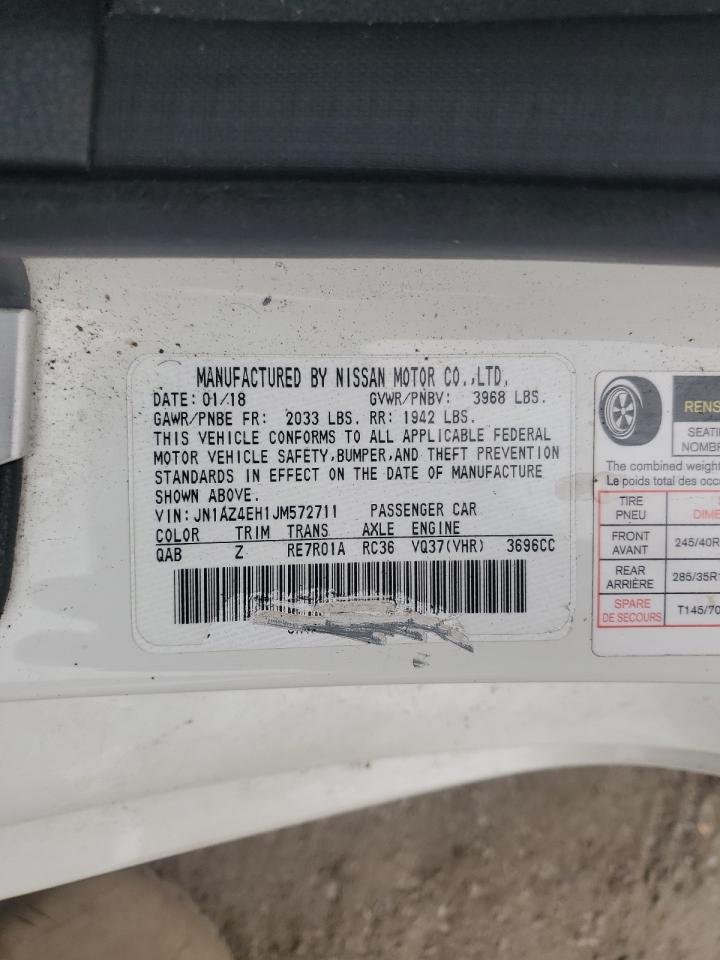 MANUFACTURED BY NISSAN MOTOR CO.,LTD.
DATE: 01/18 GVWR/PNBV: 3968 LBS.
GAWR/PNBE FR: 2033 LBS. RR: 1942 LBS.
THIS VEHICLE CONFORMS TO ALL APPLICABLE FEDERAL
MOTOR VEHICLE SAFETY,BUMPER,AND THEFT PREVENTION
STANDARDS IN EFFECT ON THE DATE OF MANUFACTURE
SHOWN ABOVE.
VIN: JN1AZ4EH1JM572711 PASSENGER CAR
COLOR TRIM TRANS AXLE ENGINE
QAB Z RE7R01A RC36 VQ37(VHR) 3696CC
RENS
SEATI
NOMBR
The combined weight
Le poids total des occ
TIRE
PNEU
DIME
FRONT
AVANT
245/40R
REAR
ARRIÈRE
285/35R1
SPARE
DE SECOURS
T145/70